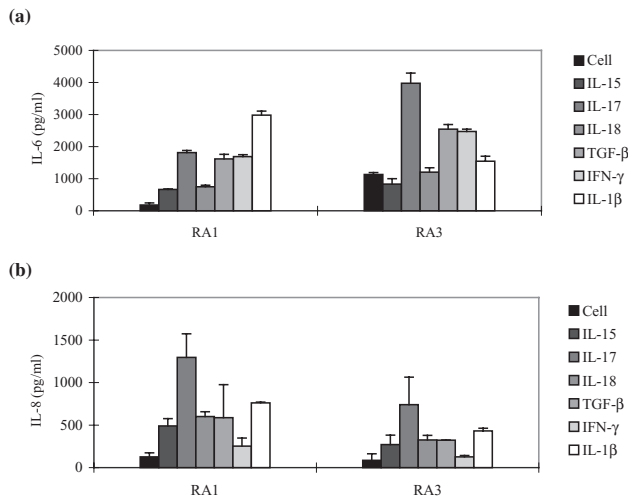 (a)
IL-6 (pg/ml)
6000
5000
4000
3000
2000
1000
0
RA1
RA3
Cell
IL-15
IL-17
IL-18
TGF-β
IFN-γ
IL-1β
(b)
IL-8 (pg/ml)
2000
1500
1000
500
0
RA1
RA3
Cell
IL-15
IL-17
IL-18
TGF-β
IFN-γ
IL-1β